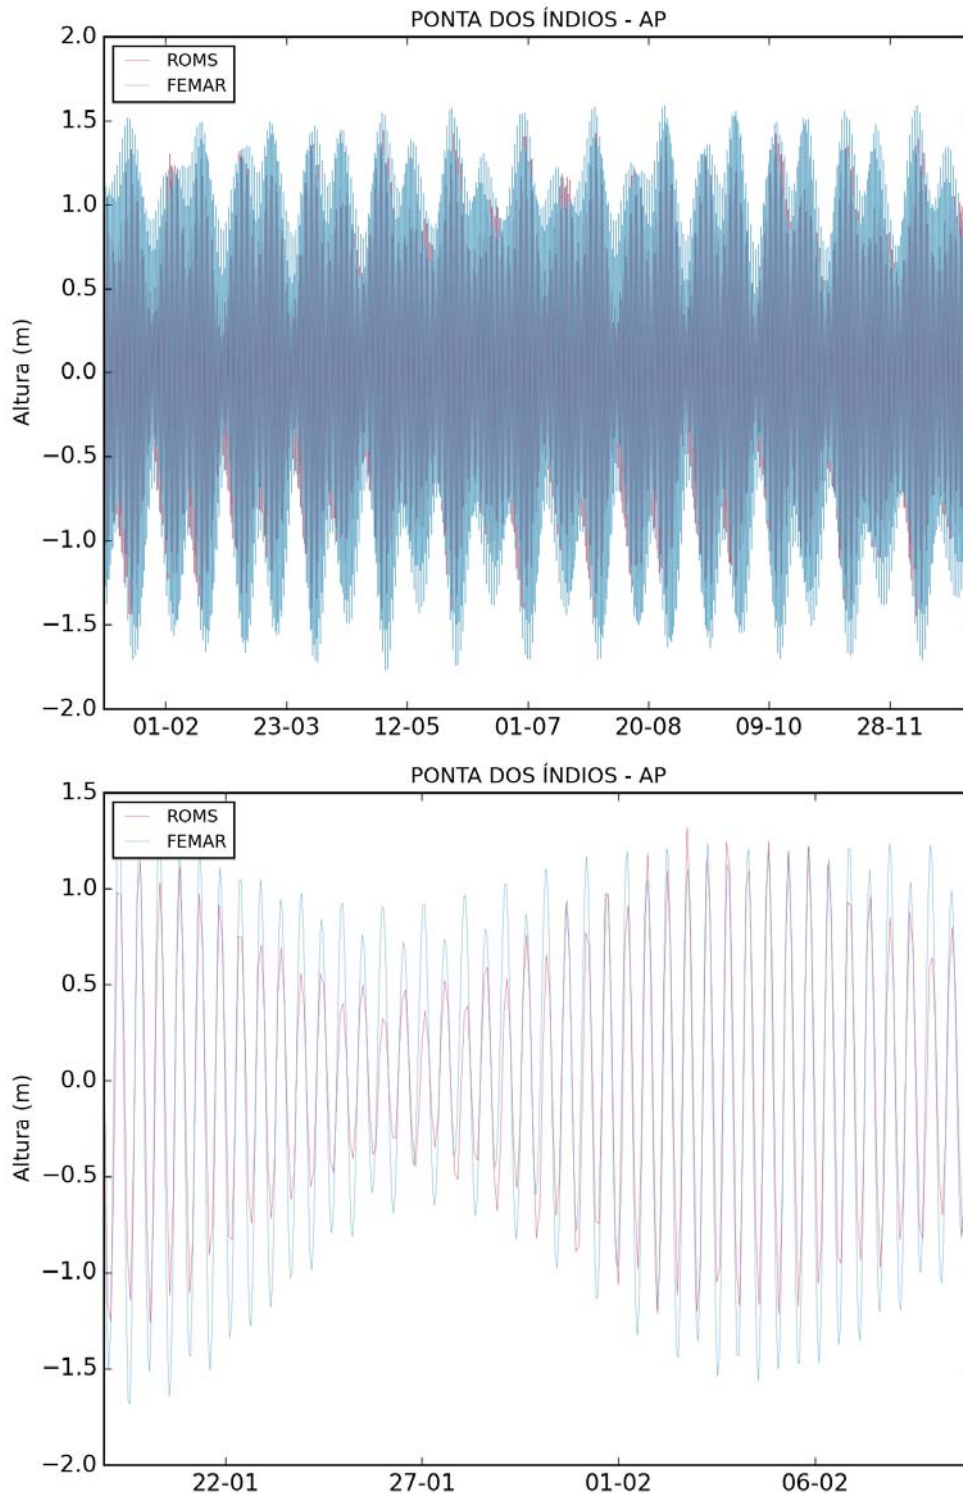 PONTA DOS ÍNDIOS - AP
2.0
ROMS
FEMAR
1.5
1.0
0.5
0.0
−0.5
−1.0
−1.5
−2.0
Altura (m)
01-02 23-03 12-05 01-07 20-08 09-10 28-11
PONTA DOS ÍNDIOS - AP
1.5
ROMS
FEMAR
1.0
0.5
0.0
−0.5
−1.0
−1.5
−2.0
Altura (m)
22-01 27-01 01-02 06-02